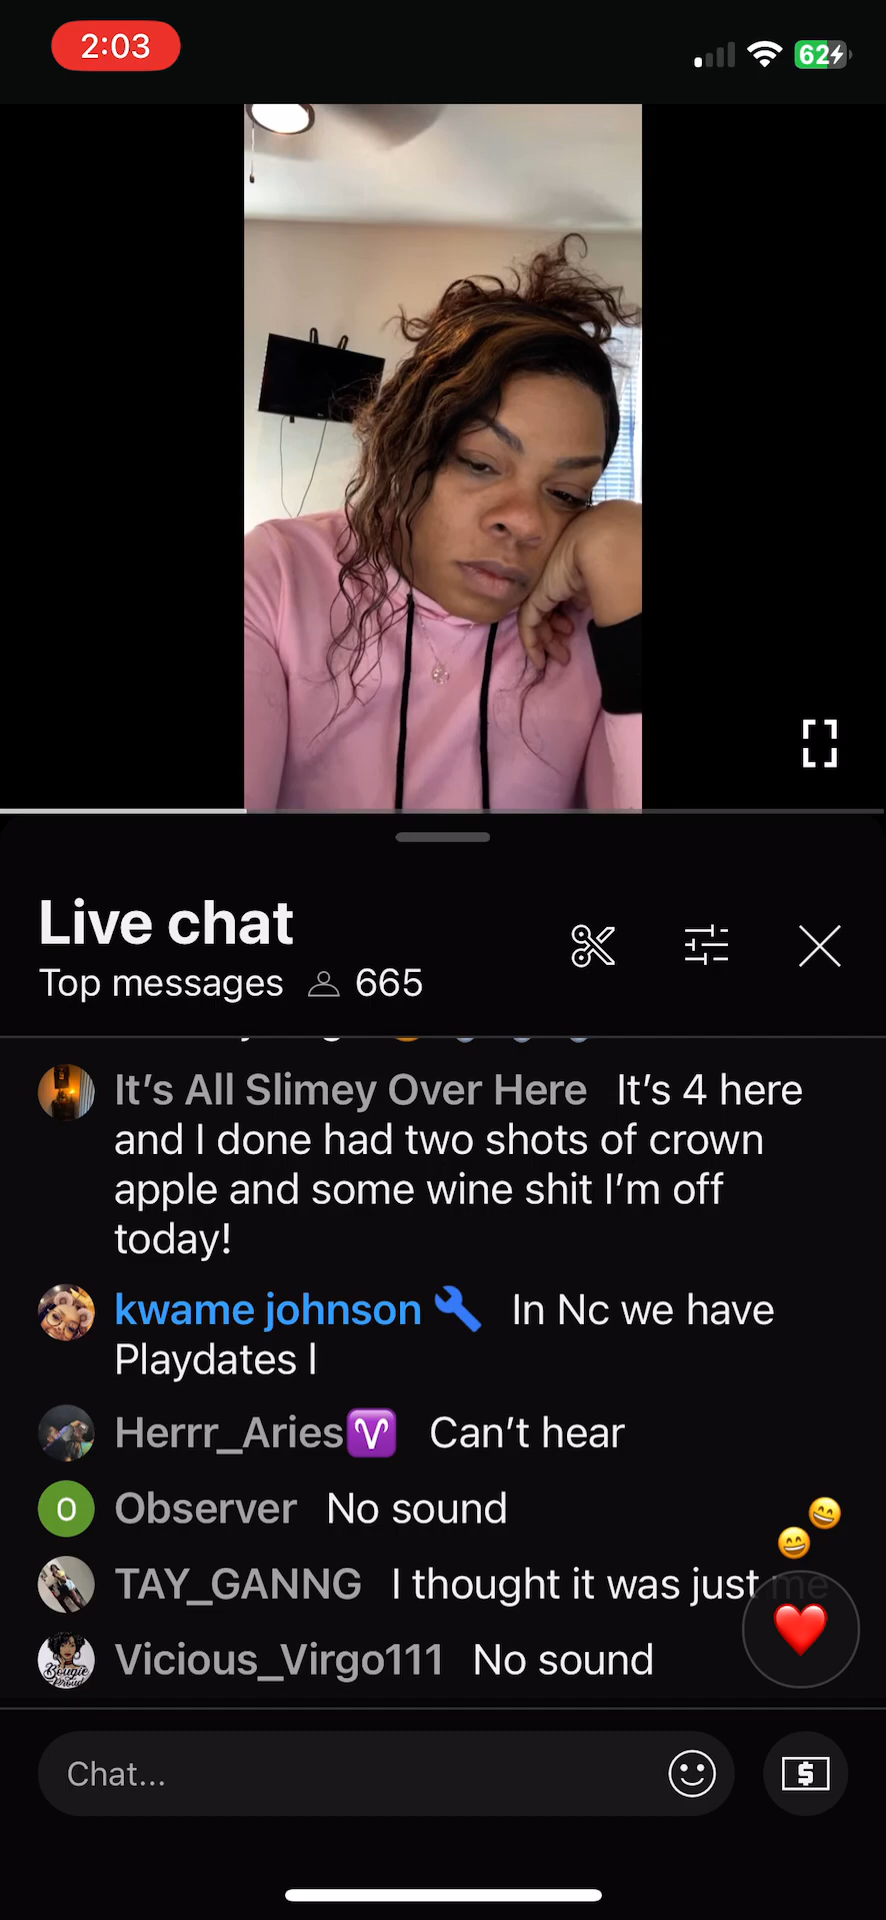 2:03
62
Live chat
Top messages 665
It’s All Slimey Over Here It’s 4 here
and I done had two shots of crown
apple and some wine shit I’m off
today!
kwame johnson 🔧 In Nc we have
Playdates I
Herrr_Aries♈ Can’t hear
O
Observer No sound
TAY_GANNG I thought it was just me
Bougie
Proud
Vicious_Virgo111 No sound
Chat...
$